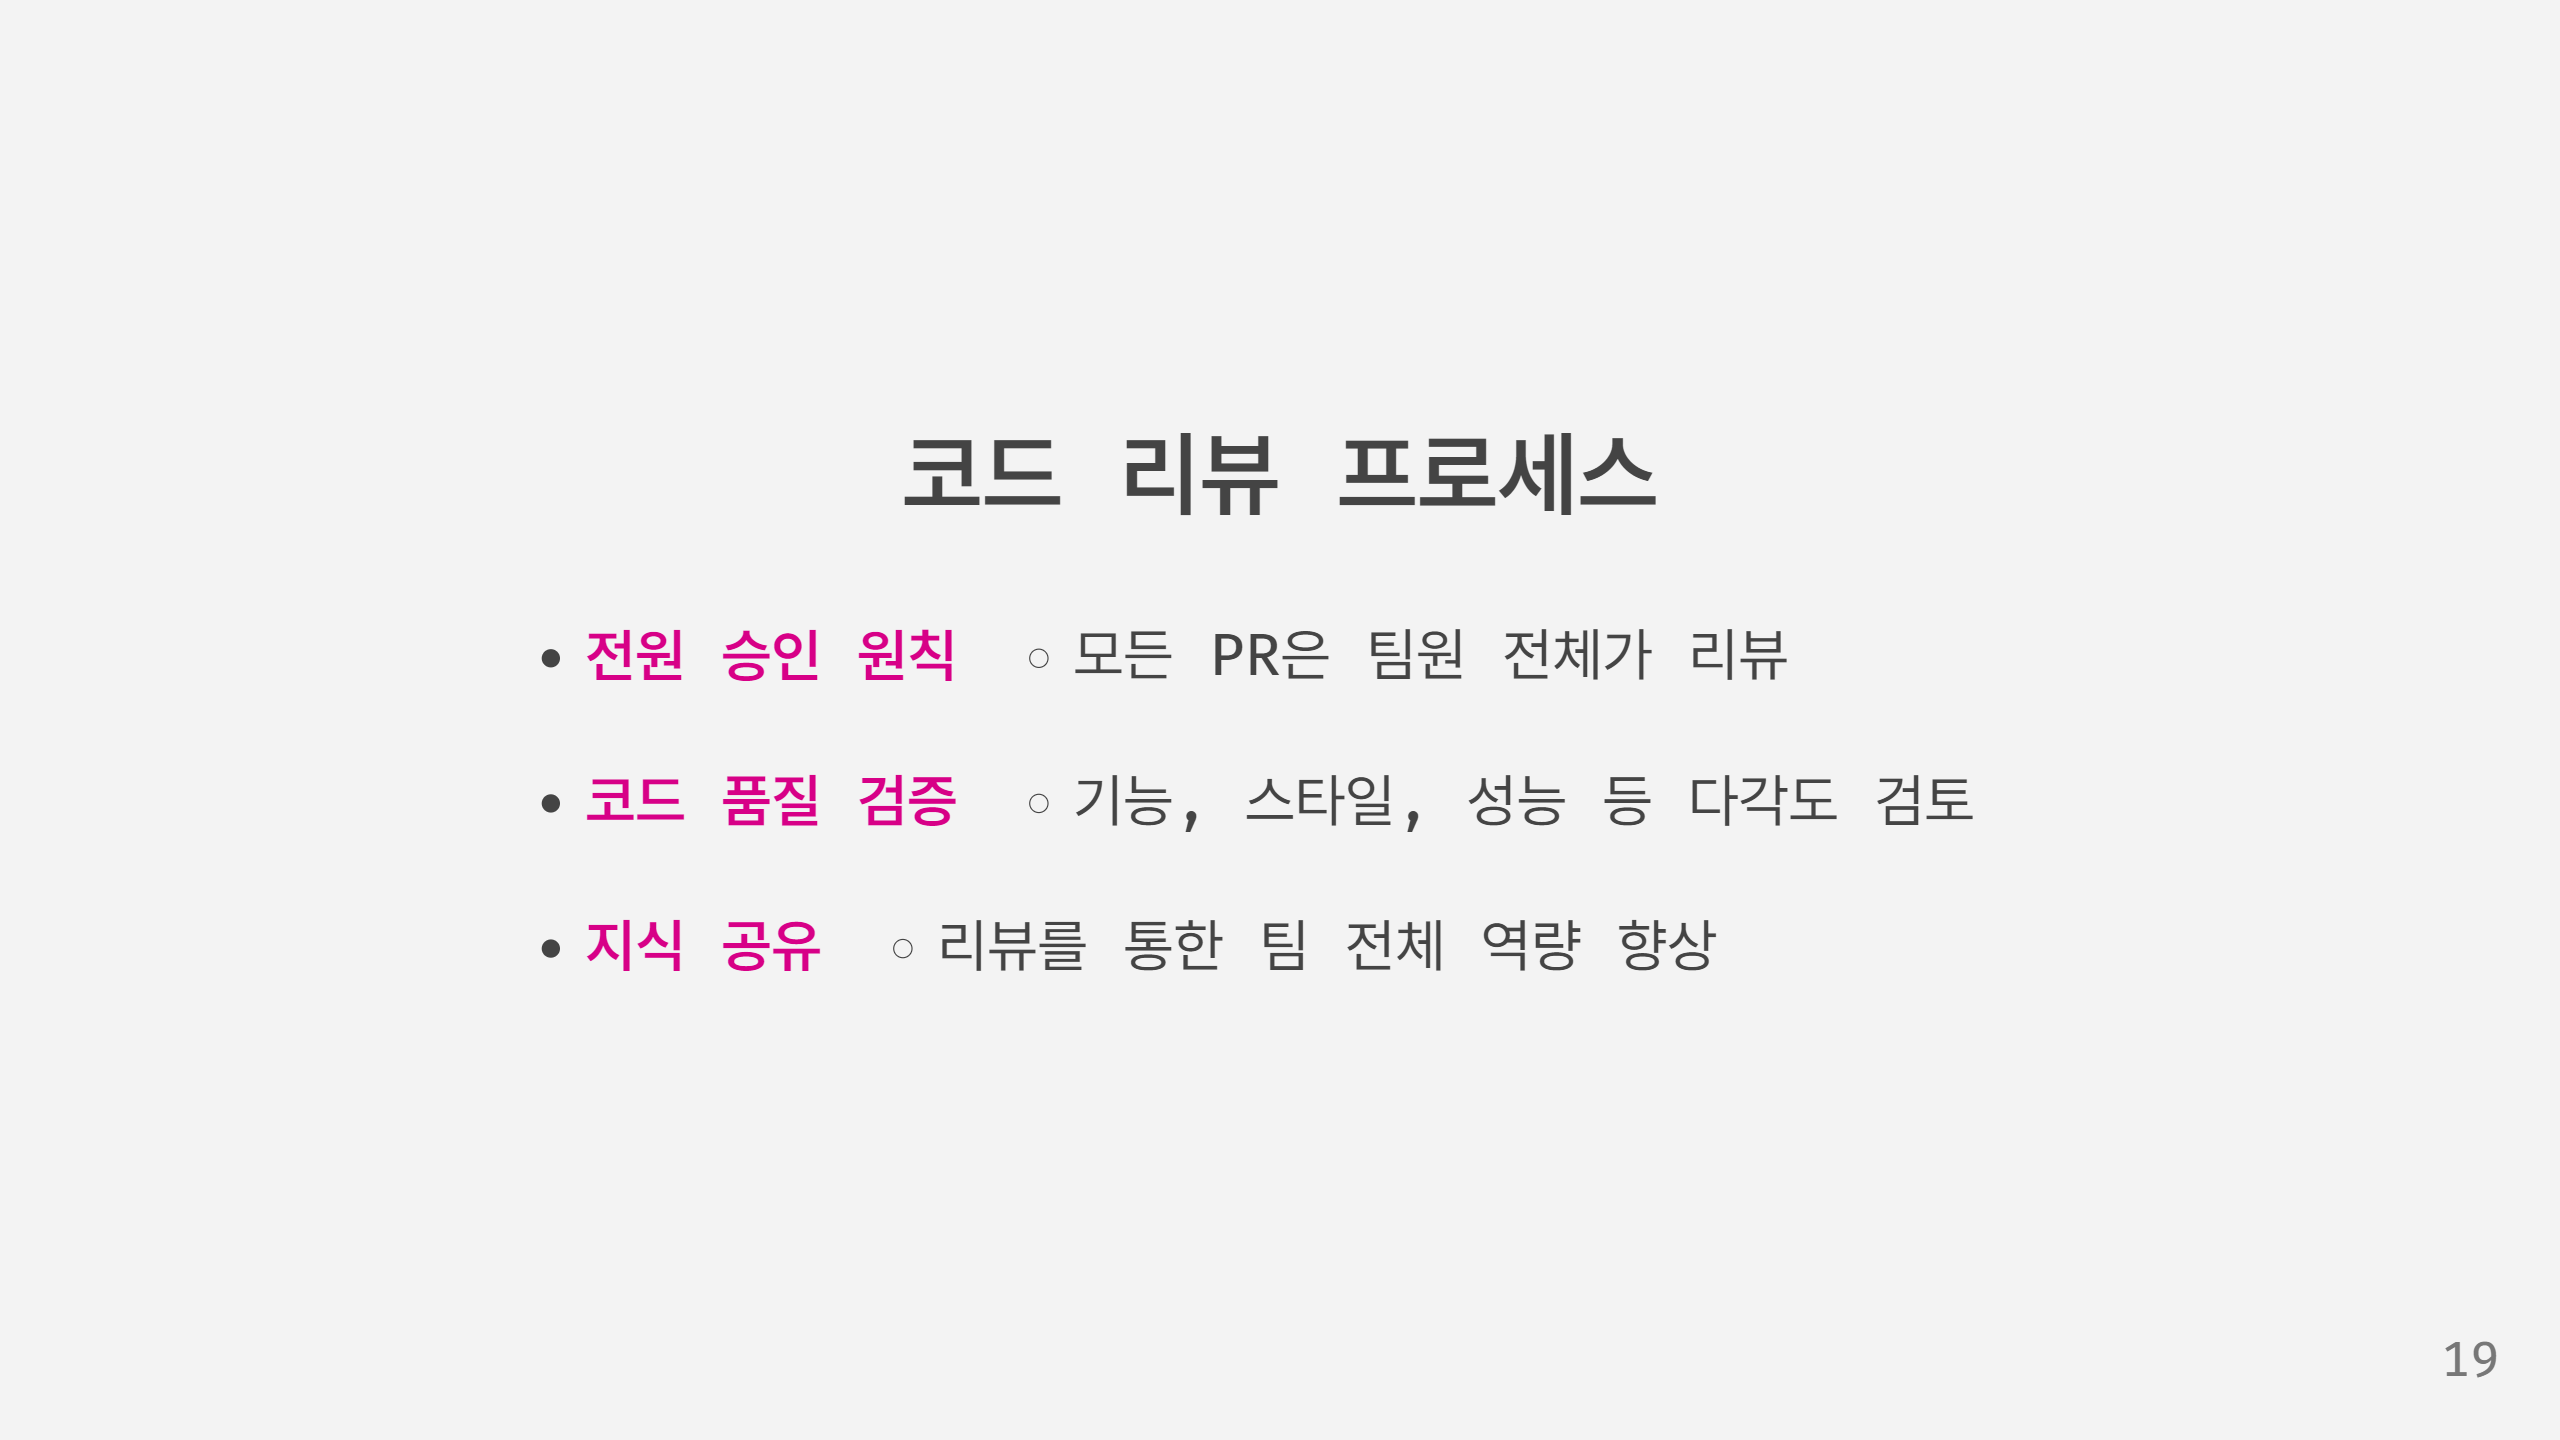 코드 리뷰 프로세스
• 전원 승인 원칙 ◦ 모든 PR은 팀원 전체가 리뷰
• 코드 품질 검증 ◦ 기능, 스타일, 성능 등 다각도 검토
• 지식 공유 ◦ 리뷰를 통한 팀 전체 역량 향상
19